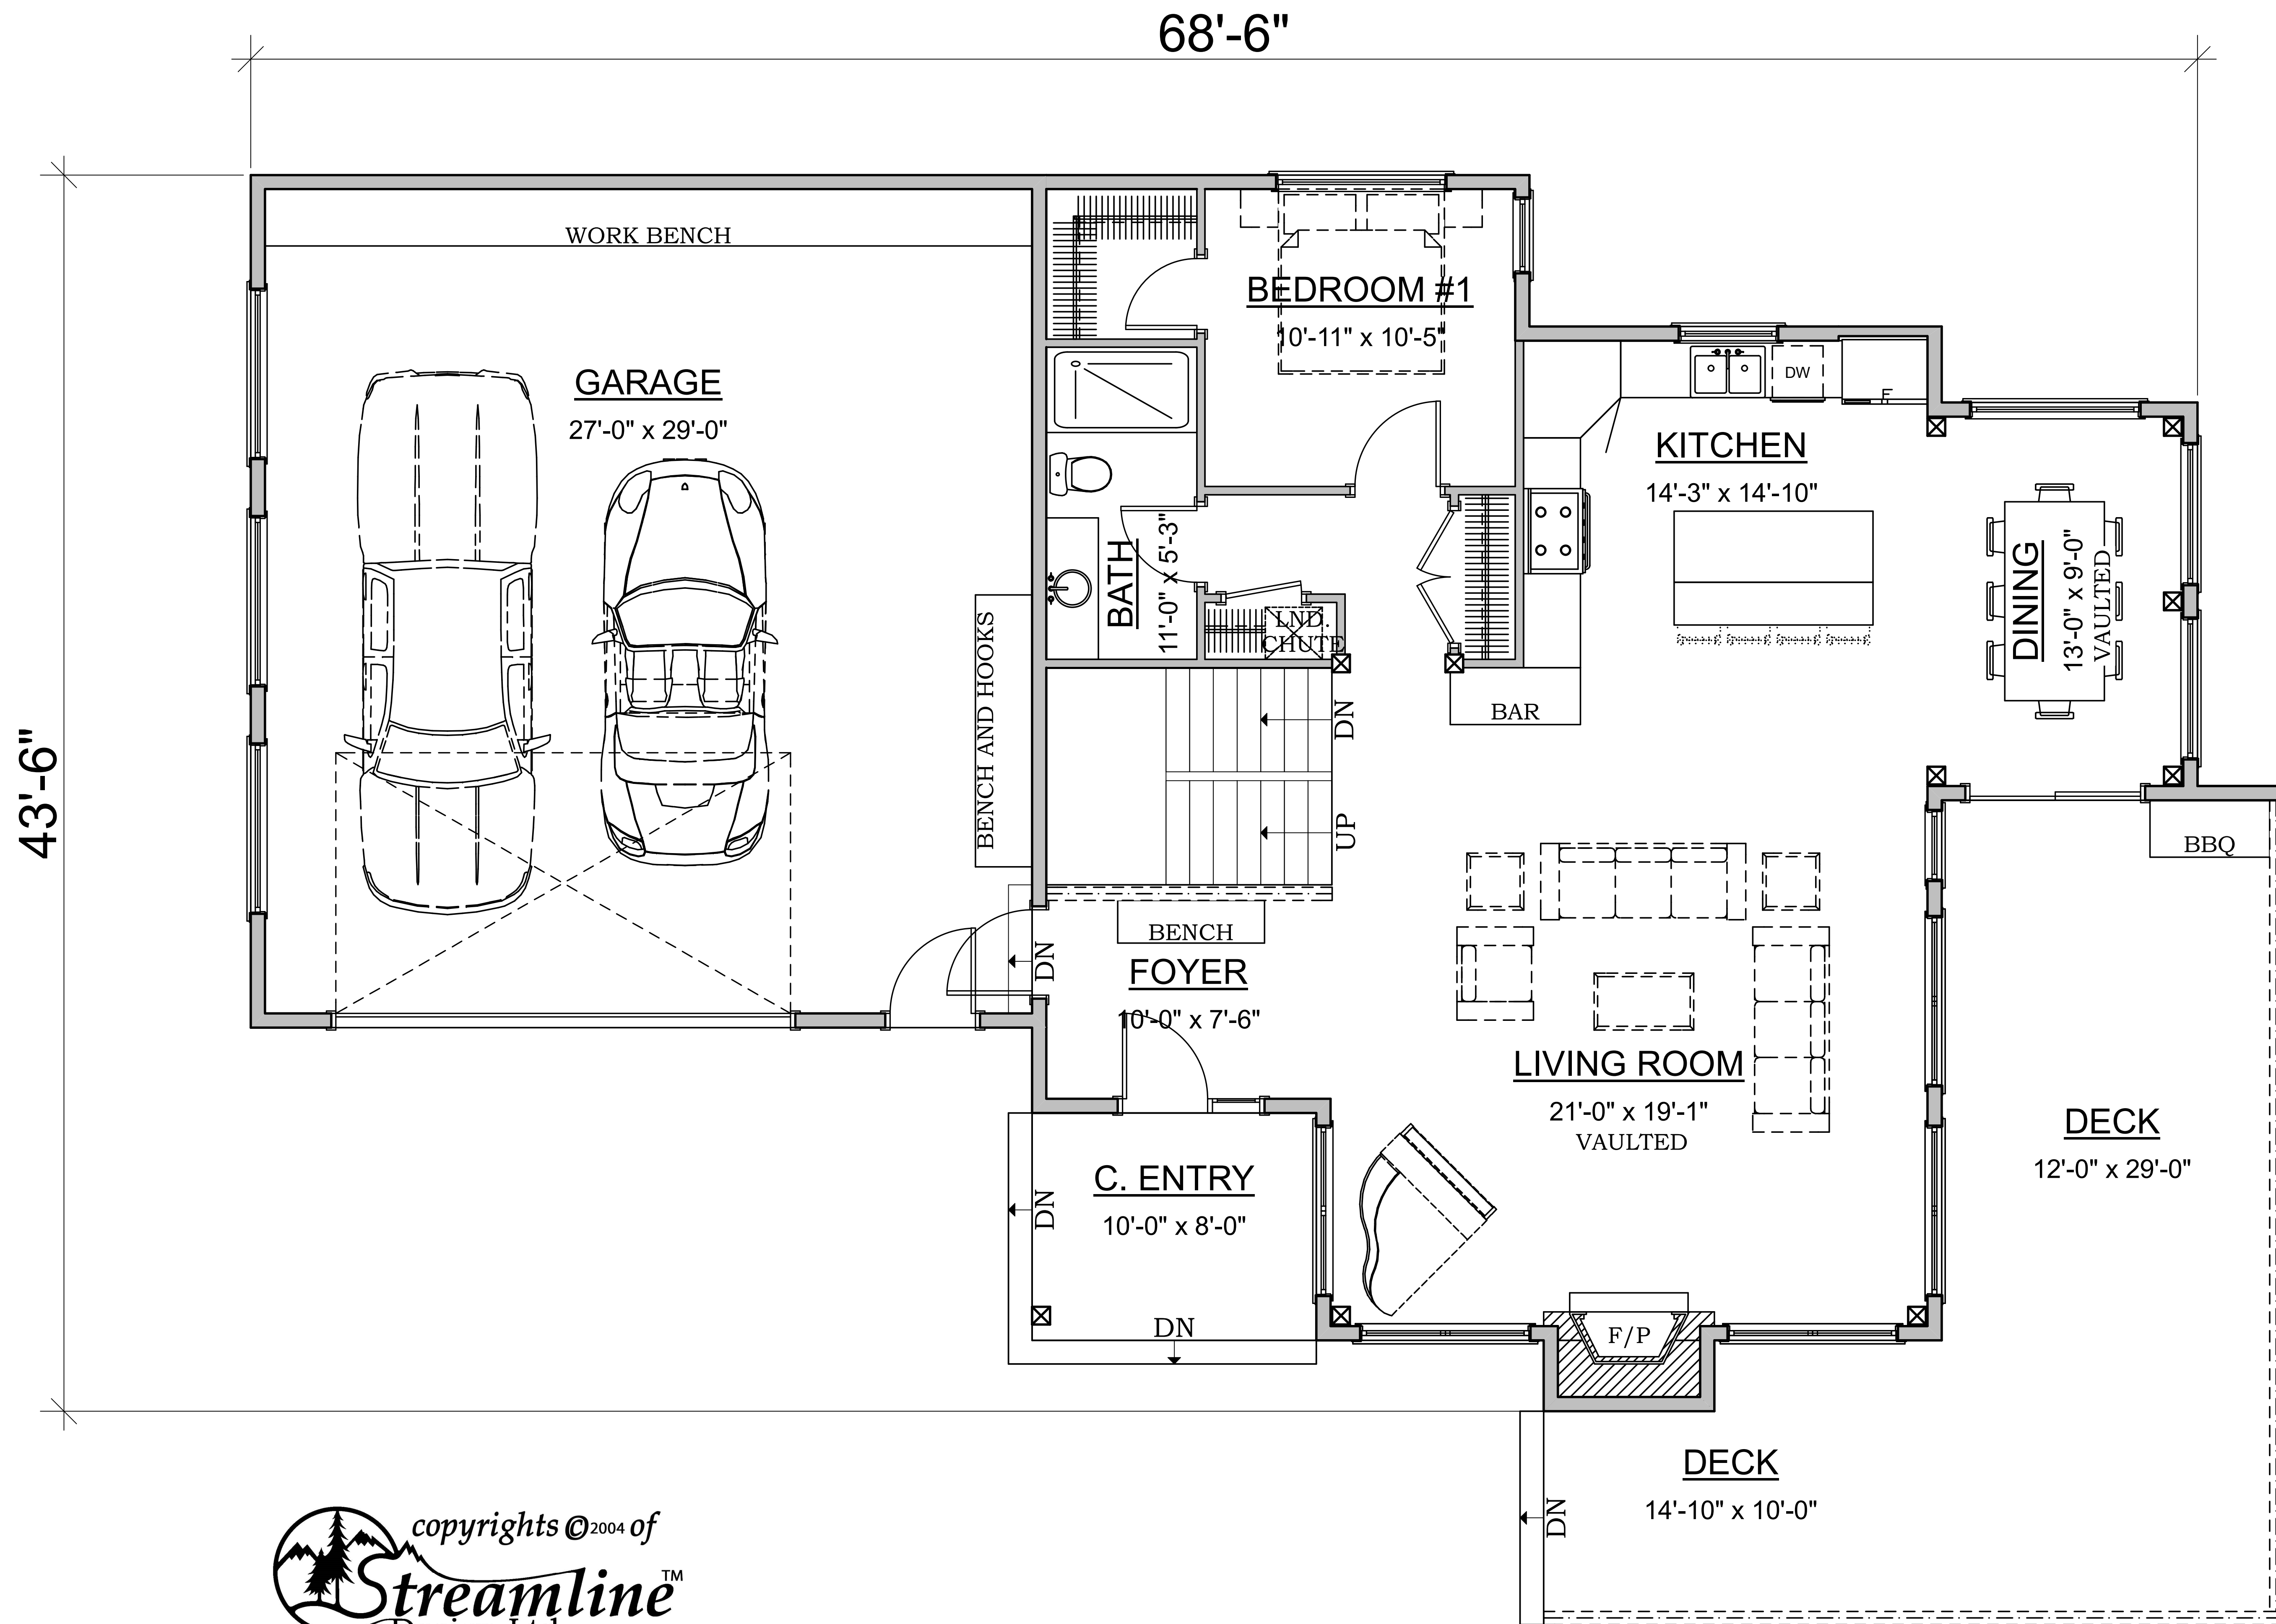 68'-6"
43'-6"
WORK BENCH
GARAGE
27'-0" x 29'-0"
BENCH AND HOOKS
BEDROOM #1
10'-11" x 10'-5"
BATH
11'-0" x 5'-3"
LND.
CHUTE
DW
F
KITCHEN
14'-3" x 14'-10"
BAR
DINING
13'-0" x 9'-0"
VAULTED
DN
UP
BENCH
DN
FOYER
10'-0" x 7'-6"
LIVING ROOM
21'-0" x 19'-1"
VAULTED
BBQ
DECK
12'-0" x 29'-0"
C. ENTRY
10'-0" x 8'-0"
DN
DN
F/P
DECK
14'-10" x 10'-0"
DN
copyrights © 2004 of
Streamline™